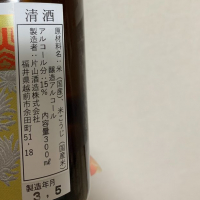 清酒
原材料名：米（国産）、米こうじ（国産米）
醸造アルコール
アルコール分：15% 内容量300ml
製造者：片山酒造株式会社
福井県越前市余田町51-18
製造年月
3.5